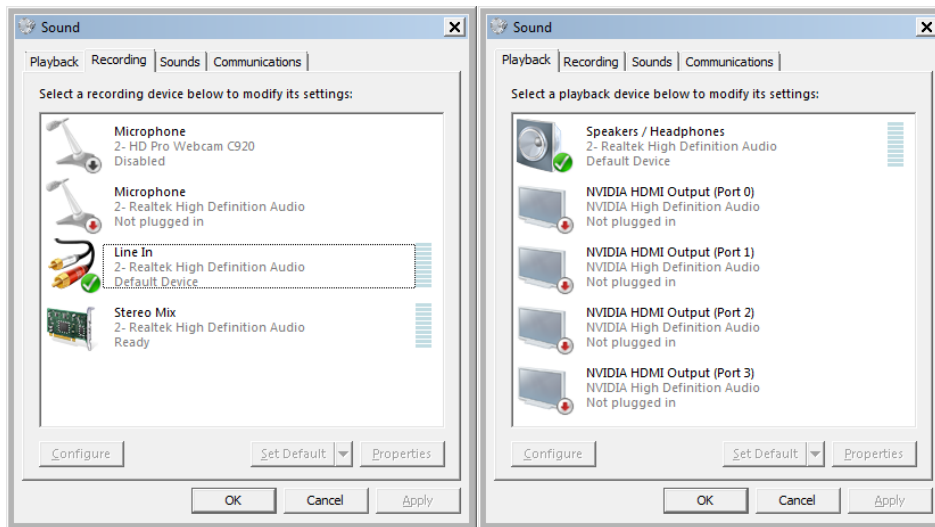 Sound
Playback Recording Sounds Communications
Select a recording device below to modify its settings:
Microphone
2- HD Pro Webcam C920
Disabled
Microphone
2- Realtek High Definition Audio
Not plugged in
Line In
2- Realtek High Definition Audio
Default Device
Stereo Mix
2- Realtek High Definition Audio
Ready
Configure Set Default Properties
OK Cancel Apply
Sound
Playback Recording Sounds Communications
Select a playback device below to modify its settings:
Speakers / Headphones
2- Realtek High Definition Audio
Default Device
NVIDIA HDMI Output (Port 0)
NVIDIA High Definition Audio
Not plugged in
NVIDIA HDMI Output (Port 1)
NVIDIA High Definition Audio
Not plugged in
NVIDIA HDMI Output (Port 2)
NVIDIA High Definition Audio
Not plugged in
NVIDIA HDMI Output (Port 3)
NVIDIA High Definition Audio
Not plugged in
Configure Set Default Properties
OK Cancel Apply